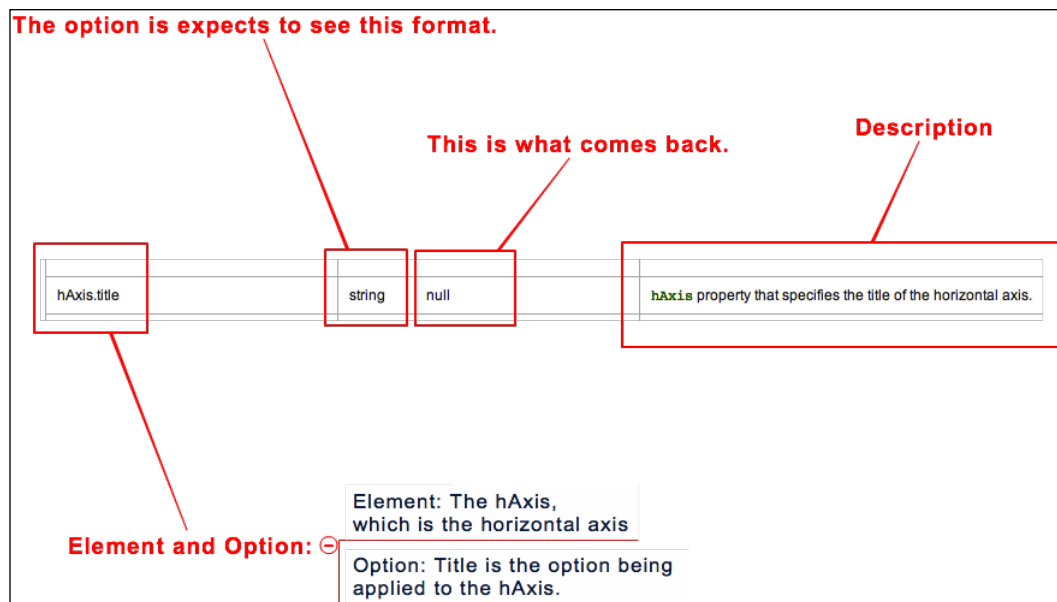 The option is expects to see this format.
This is what comes back.
Description
hAxis.title
string
null
hAxis property that specifies the title of the horizontal axis.
Element and Option:
Element: The hAxis,
which is the horizontal axis
Option: Title is the option being
applied to the hAxis.